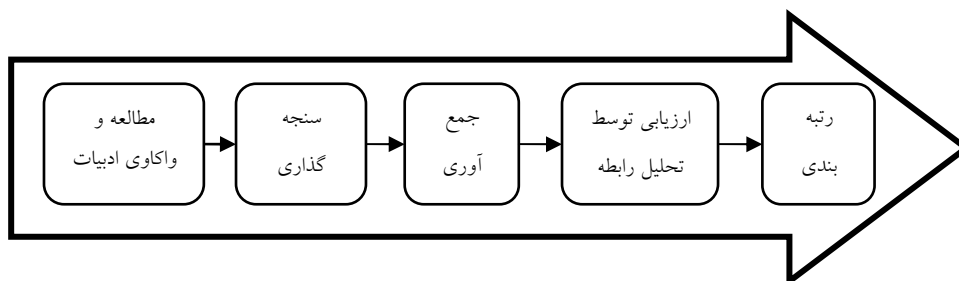 مطالعه و
واکاوی ادبیات
سنجه
گذاری
جمع
آوری
ارزیابی توسط
تحلیل رابطه
رتبه
بندی